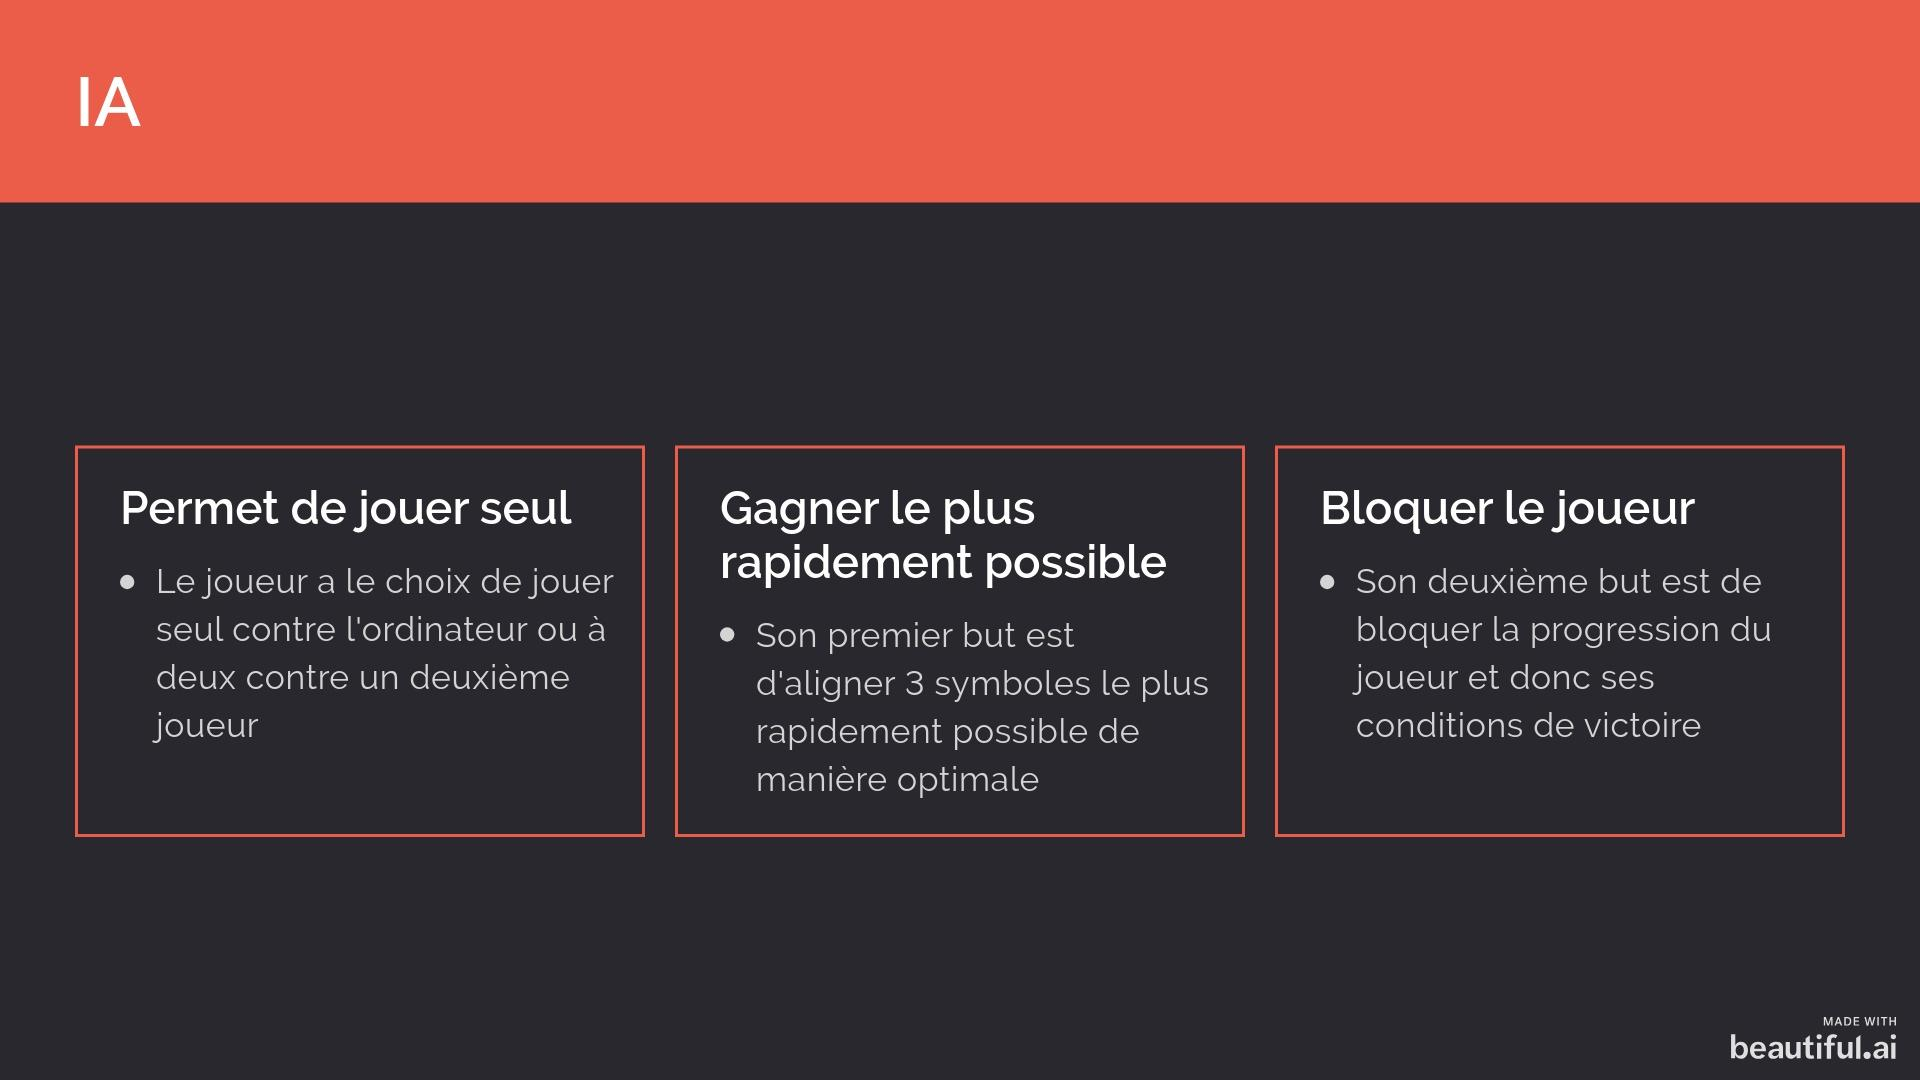 IA
Permet de jouer seul
Le joueur a le choix de jouer
seul contre l'ordinateur ou à
deux contre un deuxième
joueur
Gagner le plus
rapidement possible
Son premier but est
d'aligner 3 symboles le plus
rapidement possible de
manière optimale
Bloquer le joueur
Son deuxième but est de
bloquer la progression du
joueur et donc ses
conditions de victoire
MADE WITH
beautiful.ai